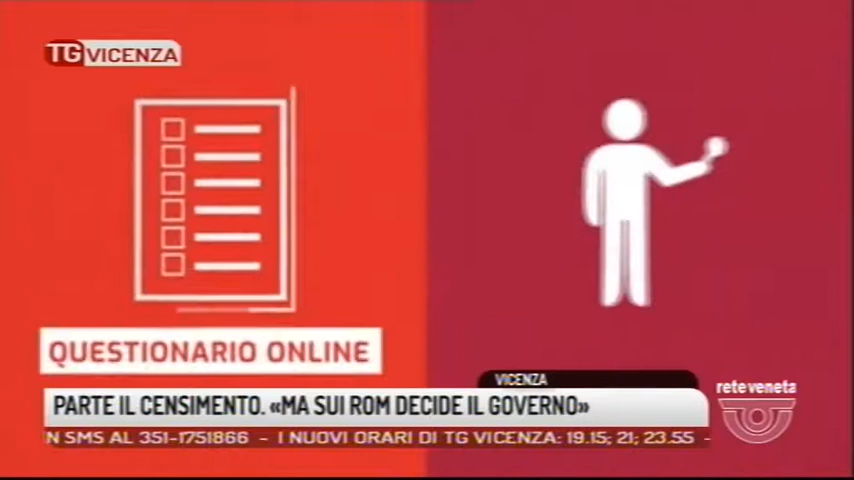 TG VICENZA
QUESTIONARIO ONLINE
VICENZA
PARTE IL CENSIMENTO. «MA SUI ROM DECIDE IL GOVERNO»
reteveneta
N SMS AL 351-1751866 - I NUOVI ORARI DI TG VICENZA: 19.15; 21; 23.55 -